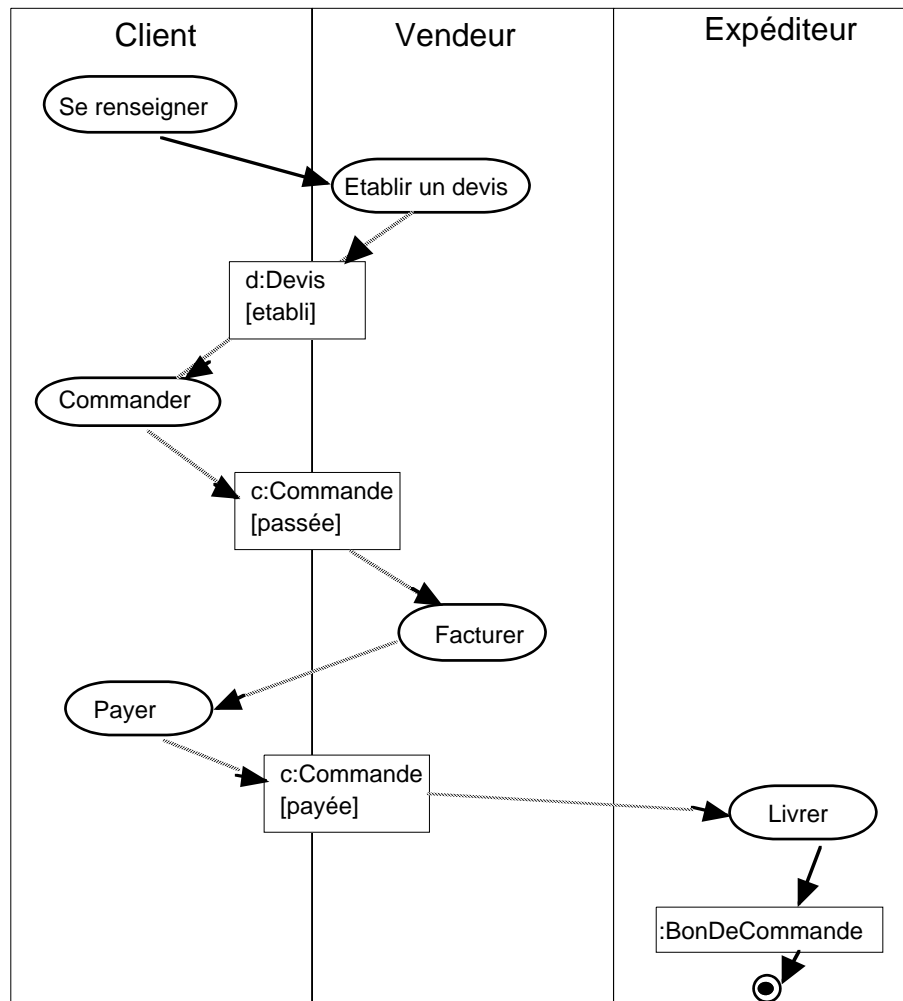 Client
Vendeur
Expéditeur
Se renseigner
Etablir un devis
d:Devis
[etabli]
Commander
c:Commande
[passée]
Facturer
Payer
c:Commande
[payée]
Livrer
:BonDeCommande